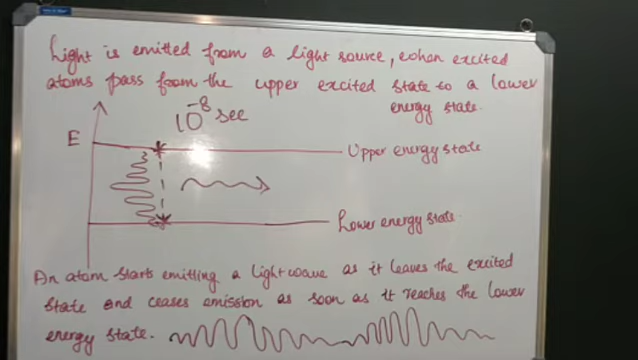 Light is emitted from a light source, when excited
atoms pass from the upper excited state to a lower
energy state.
10⁻⁸ sec
E
Upper energy state
Lower energy state.
An atom starts emitting a light wave as it leaves the excited
state and ceases emission as soon as it reaches the lower
energy state.